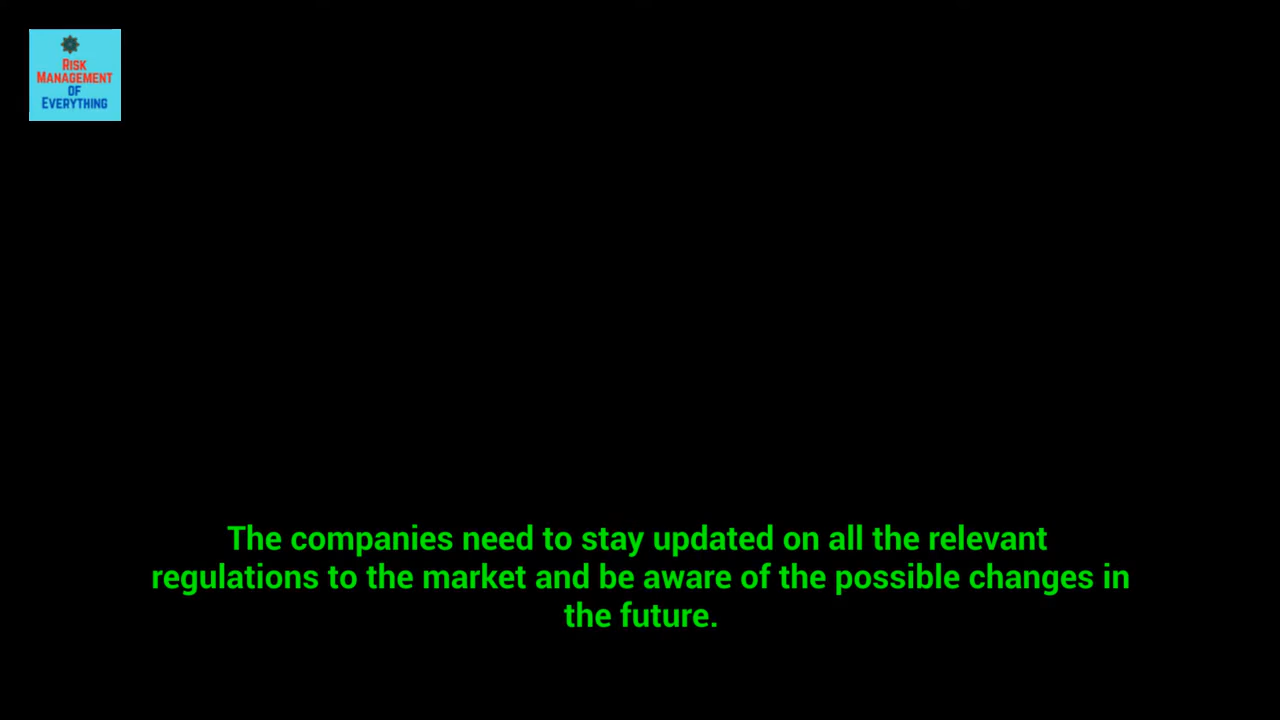 RISK
MANAGEMENT
OF
EVERYTHING
The companies need to stay updated on all the relevant
regulations to the market and be aware of the possible changes in
the future.